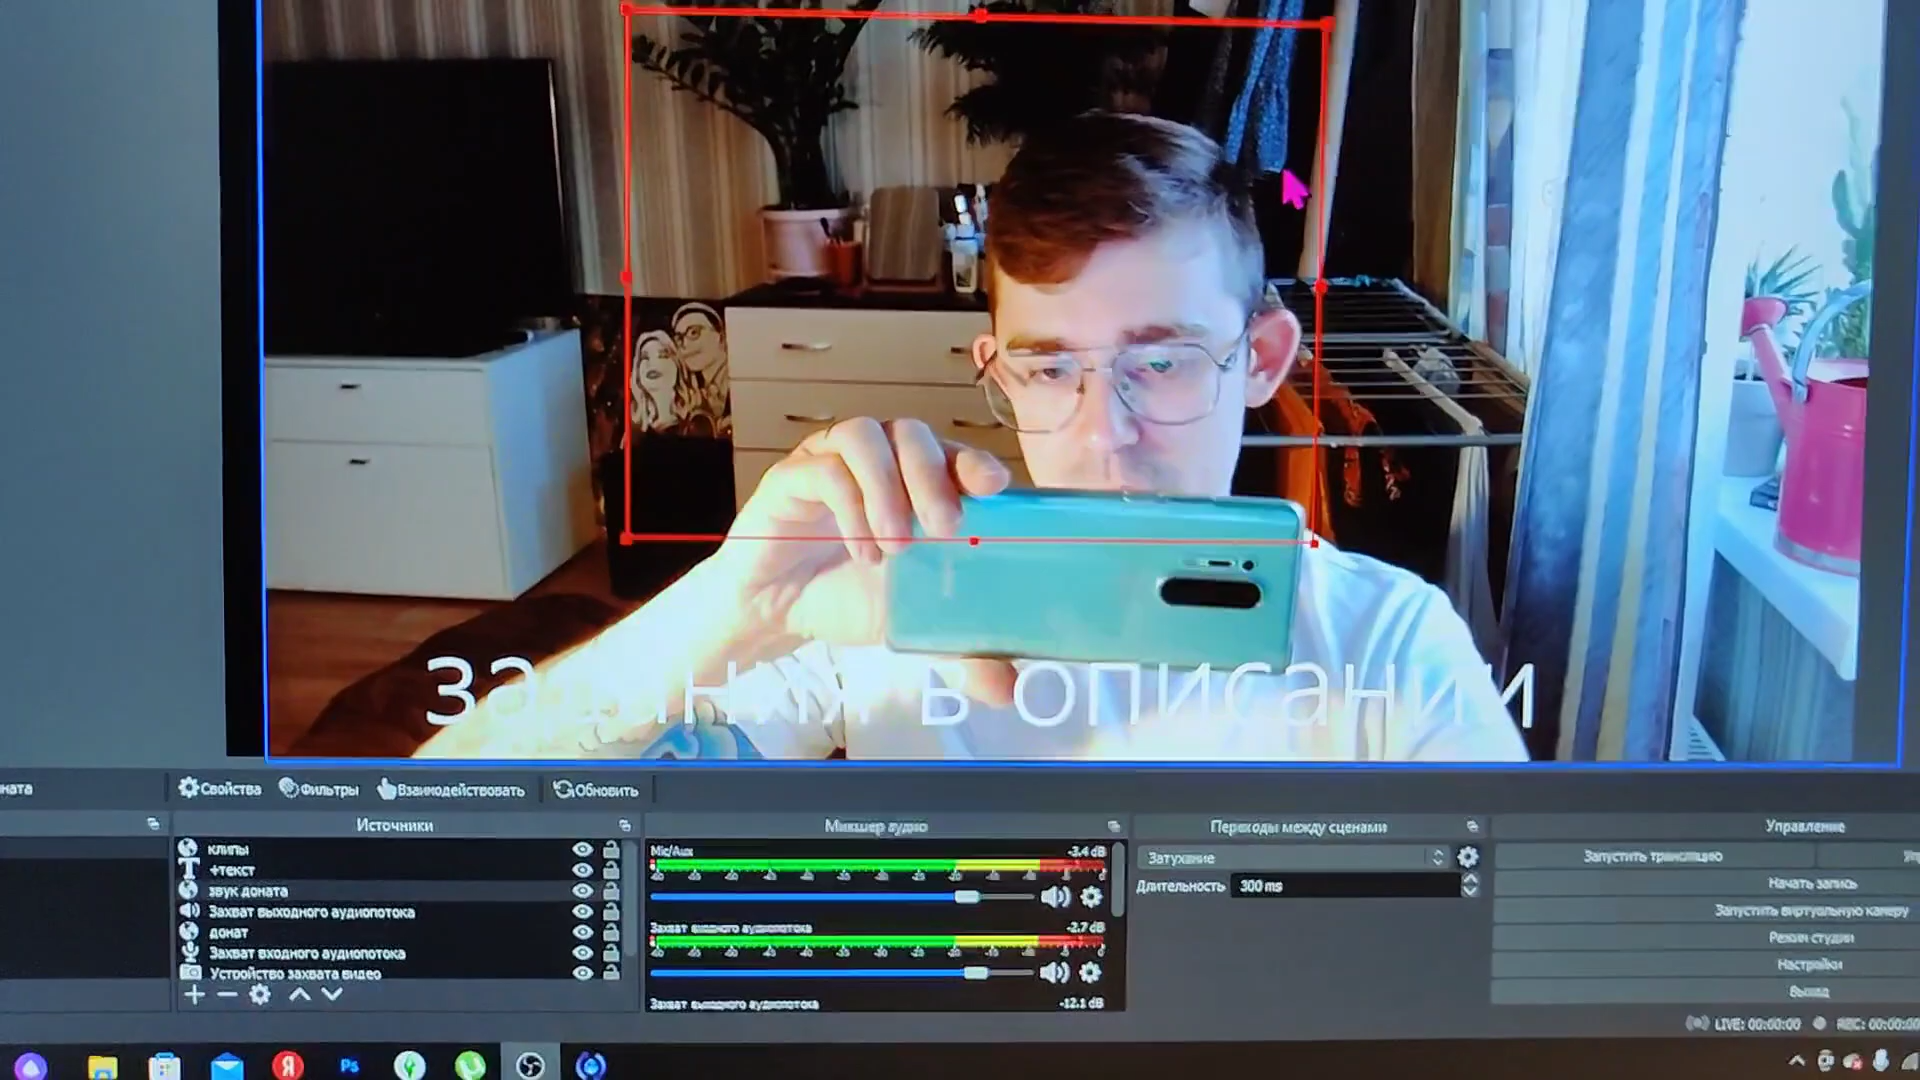 задания в описании
ната
Свойства
Фильтры
Взаимодействовать
Обновить
Источники
клипы
+текст
звук доната
Захват выходного аудиопотока
донат
Захват входного аудиопотока
Устройство захвата видео
Микшер аудио
Mic/Aux
-3.4 dB
Захват входного аудиопотока
-2.7 dB
Захват выходного аудиопотока
-12.1 dB
Переходы между сценами
Затухание
Длительность
300 ms
Управление
Запустить трансляцию
Начать запись
Запустить виртуальную камеру
Режим студии
Настройки
Выход
LIVE: 00:00:00
REC: 00:00:00
Я
Ps